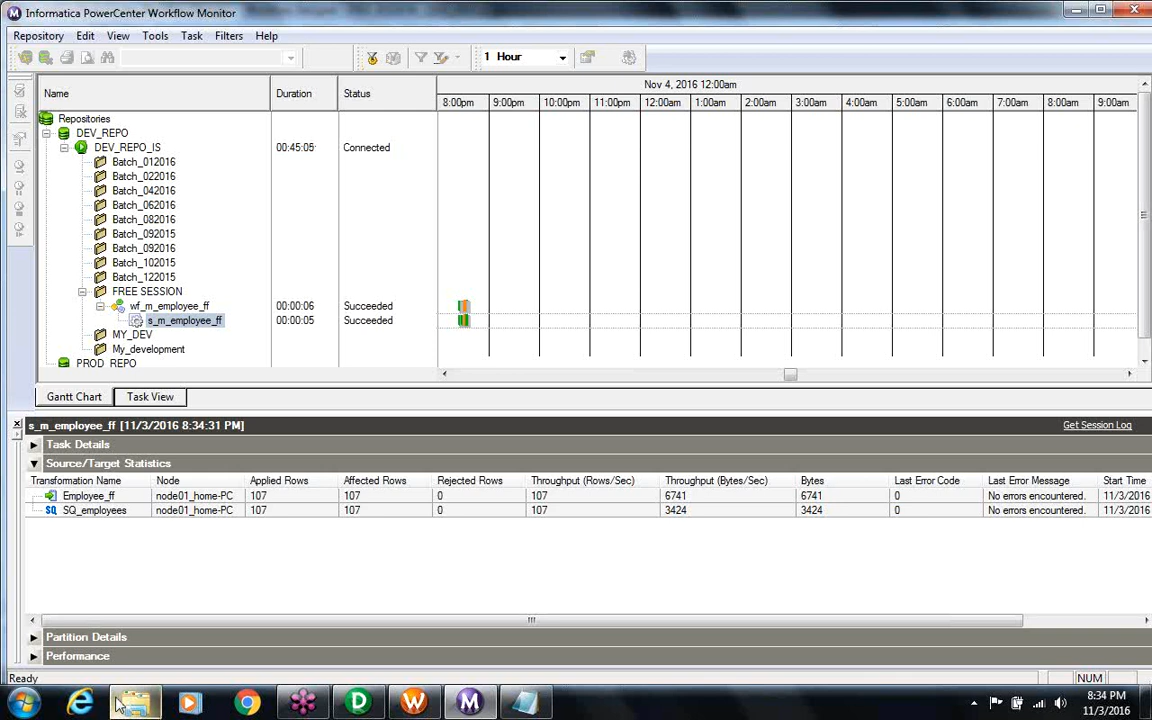 Informatica PowerCenter Workflow Monitor
Repository Edit View Tools Task Filters Help
1 Hour
Name Duration Status Nov 4, 2016 12:00am
8:00pm 9:00pm 10:00pm 11:00pm 12:00am 1:00am 2:00am 3:00am 4:00am 5:00am 6:00am 7:00am 8:00am 9:00am
Repositories
DEV_REPO
DEV_REPO_IS 00:45:05 Connected
Batch_012016
Batch_022016
Batch_042016
Batch_062016
Batch_082016
Batch_092015
Batch_092016
Batch_102015
Batch_122015
FREE SESSION
wf_m_employee_ff 00:00:06 Succeeded
s_m_employee_ff 00:00:05 Succeeded
MY_DEV
My_development
PROD_REPO
Gantt Chart Task View
s_m_employee_ff [11/3/2016 8:34:31 PM] Get Session Log
Task Details
Source/Target Statistics
Transformation Name Node Applied Rows Affected Rows Rejected Rows Throughput (Rows/Sec) Throughput (Bytes/Sec) Bytes Last Error Code Last Error Message Start Time
Employee_ff node01_home-PC 107 107 0 107 6741 6741 0 No errors encountered. 11/3/2016
SQ SQ_employees node01_home-PC 107 107 0 107 3424 3424 0 No errors encountered. 11/3/2016
Partition Details
Performance
Ready NUM
D W M
8:34 PM
11/3/2016